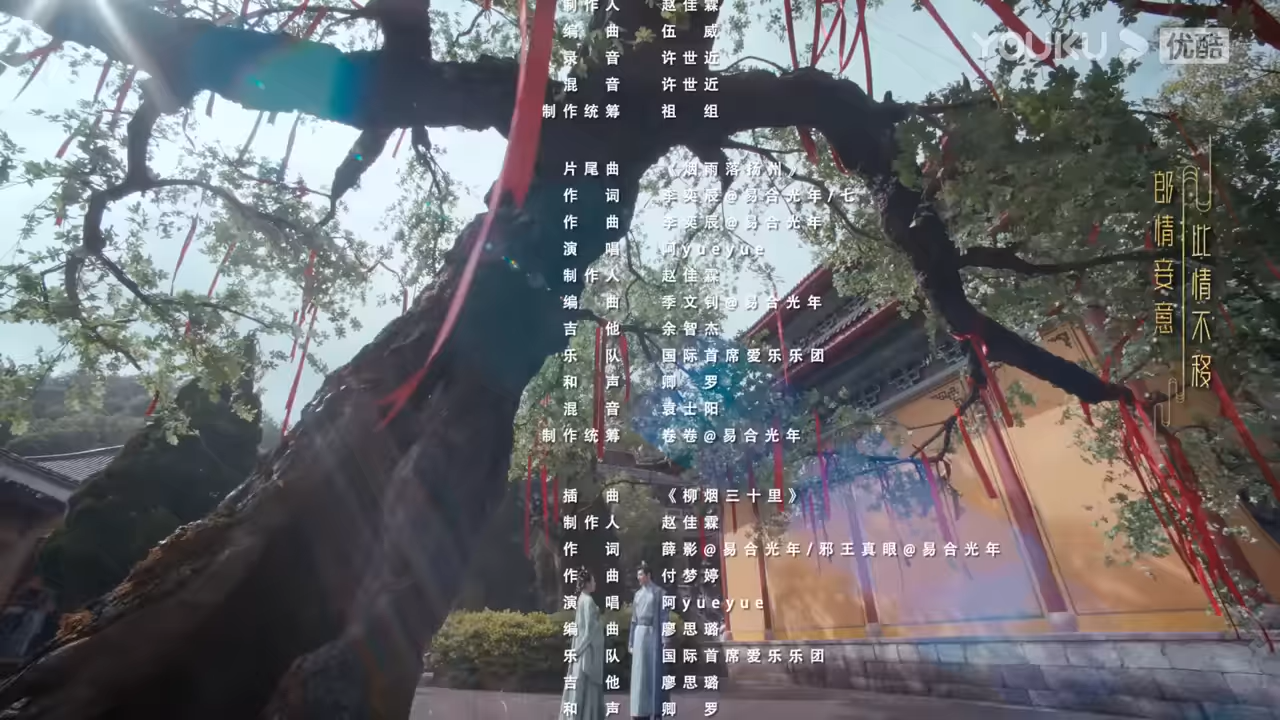 YOUKU 优酷
制作人 赵佳霖
编曲 伍威
录音 许世近
混音 许世近
制作统筹 祖组
片尾曲 《烟雨落扬州》
作词 李奕辰@易合光年/七
作曲 李奕辰@易合光年
演唱 阿yueyue
制作人 赵佳霖
编曲 季文钊@易合光年
吉他 余智杰
乐队 国际首席爱乐乐团
和声 卿罗
混音 袁士阳
制作统筹 卷卷@易合光年
插曲 《柳烟三十里》
制作人 赵佳霖
作词 薛影@易合光年/邪王真眼@易合光年
作曲 付梦婷
演唱 阿yueyue
编曲 廖思璐
乐队 国际首席爱乐乐团
吉他 廖思璐
和声 卿罗
此情不移
郎情妾意